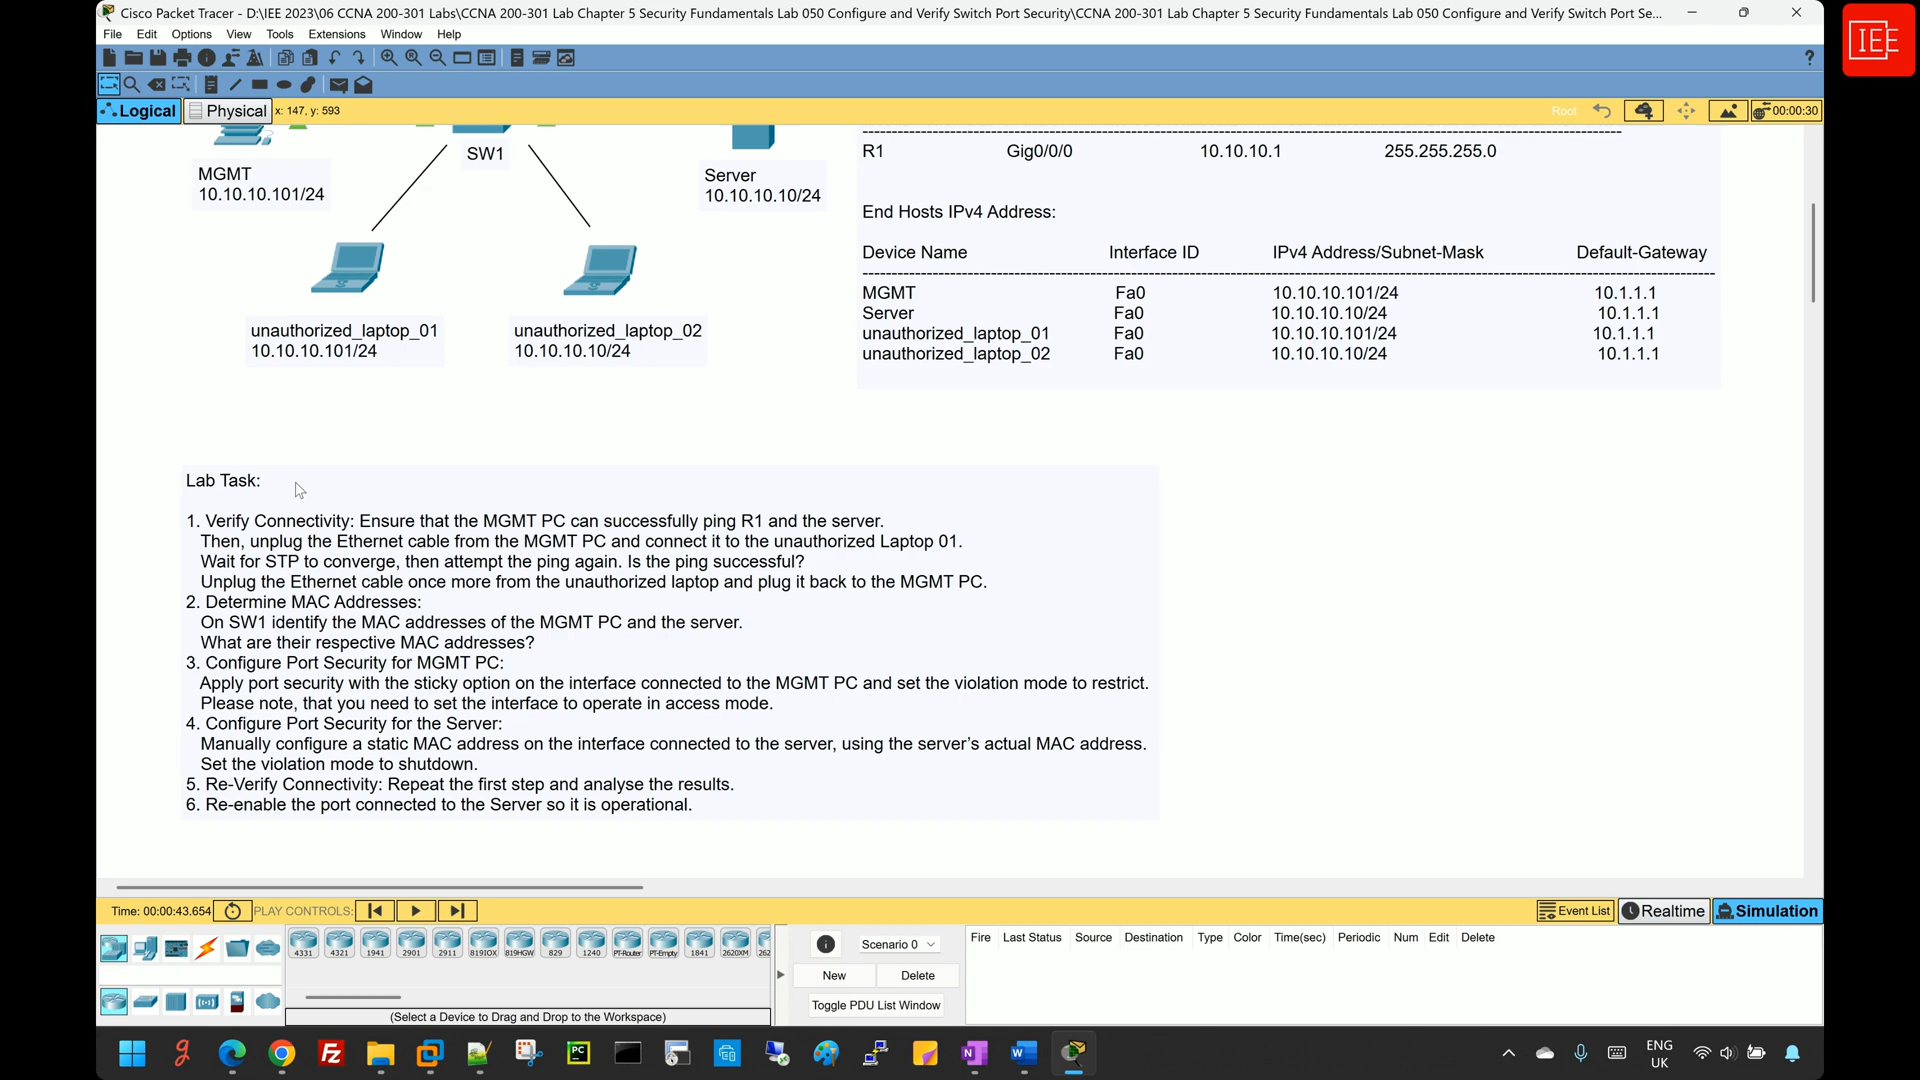 Cisco Packet Tracer - D:\IEE 2023\06 CCNA 200-301 Labs\CCNA 200-301 Lab Chapter 5 Security Fundamentals Lab 050 Configure and Verify Switch Port Security\CCNA 200-301 Lab Chapter 5 Security Fundamentals Lab 050 Configure and Verify Switch Port Se...
IEE
File Edit Options View Tools Extensions Window Help
Logical Physical x: 147, y: 593 Root 00:00:30
SW1
MGMT
10.10.10.101/24
Server
10.10.10.10/24
unauthorized_laptop_01
10.10.10.101/24
unauthorized_laptop_02
10.10.10.10/24
R1 Gig0/0/0 10.10.10.1 255.255.255.0
End Hosts IPv4 Address:
Device Name Interface ID IPv4 Address/Subnet-Mask Default-Gateway
MGMT Fa0 10.10.10.101/24 10.1.1.1
Server Fa0 10.10.10.10/24 10.1.1.1
unauthorized_laptop_01 Fa0 10.10.10.101/24 10.1.1.1
unauthorized_laptop_02 Fa0 10.10.10.10/24 10.1.1.1
Lab Task:
1. Verify Connectivity: Ensure that the MGMT PC can successfully ping R1 and the server.
Then, unplug the Ethernet cable from the MGMT PC and connect it to the unauthorized Laptop 01.
Wait for STP to converge, then attempt the ping again. Is the ping successful?
Unplug the Ethernet cable once more from the unauthorized laptop and plug it back to the MGMT PC.
2. Determine MAC Addresses:
On SW1 identify the MAC addresses of the MGMT PC and the server.
What are their respective MAC addresses?
3. Configure Port Security for MGMT PC:
Apply port security with the sticky option on the interface connected to the MGMT PC and set the violation mode to restrict.
Please note, that you need to set the interface to operate in access mode.
4. Configure Port Security for the Server:
Manually configure a static MAC address on the interface connected to the server, using the server's actual MAC address.
Set the violation mode to shutdown.
5. Re-Verify Connectivity: Repeat the first step and analyse the results.
6. Re-enable the port connected to the Server so it is operational.
Time: 00:00:43.654 PLAY CONTROLS: Event List Realtime Simulation
4331 4321 1941 2901 2911 819IOX 819HGW 829 1240 PT-Router PT-Empty 1841 2620XM 262
(Select a Device to Drag and Drop to the Workspace)
Scenario 0
New Delete
Toggle PDU List Window
Fire Last Status Source Destination Type Color Time(sec) Periodic Num Edit Delete
ENG
UK